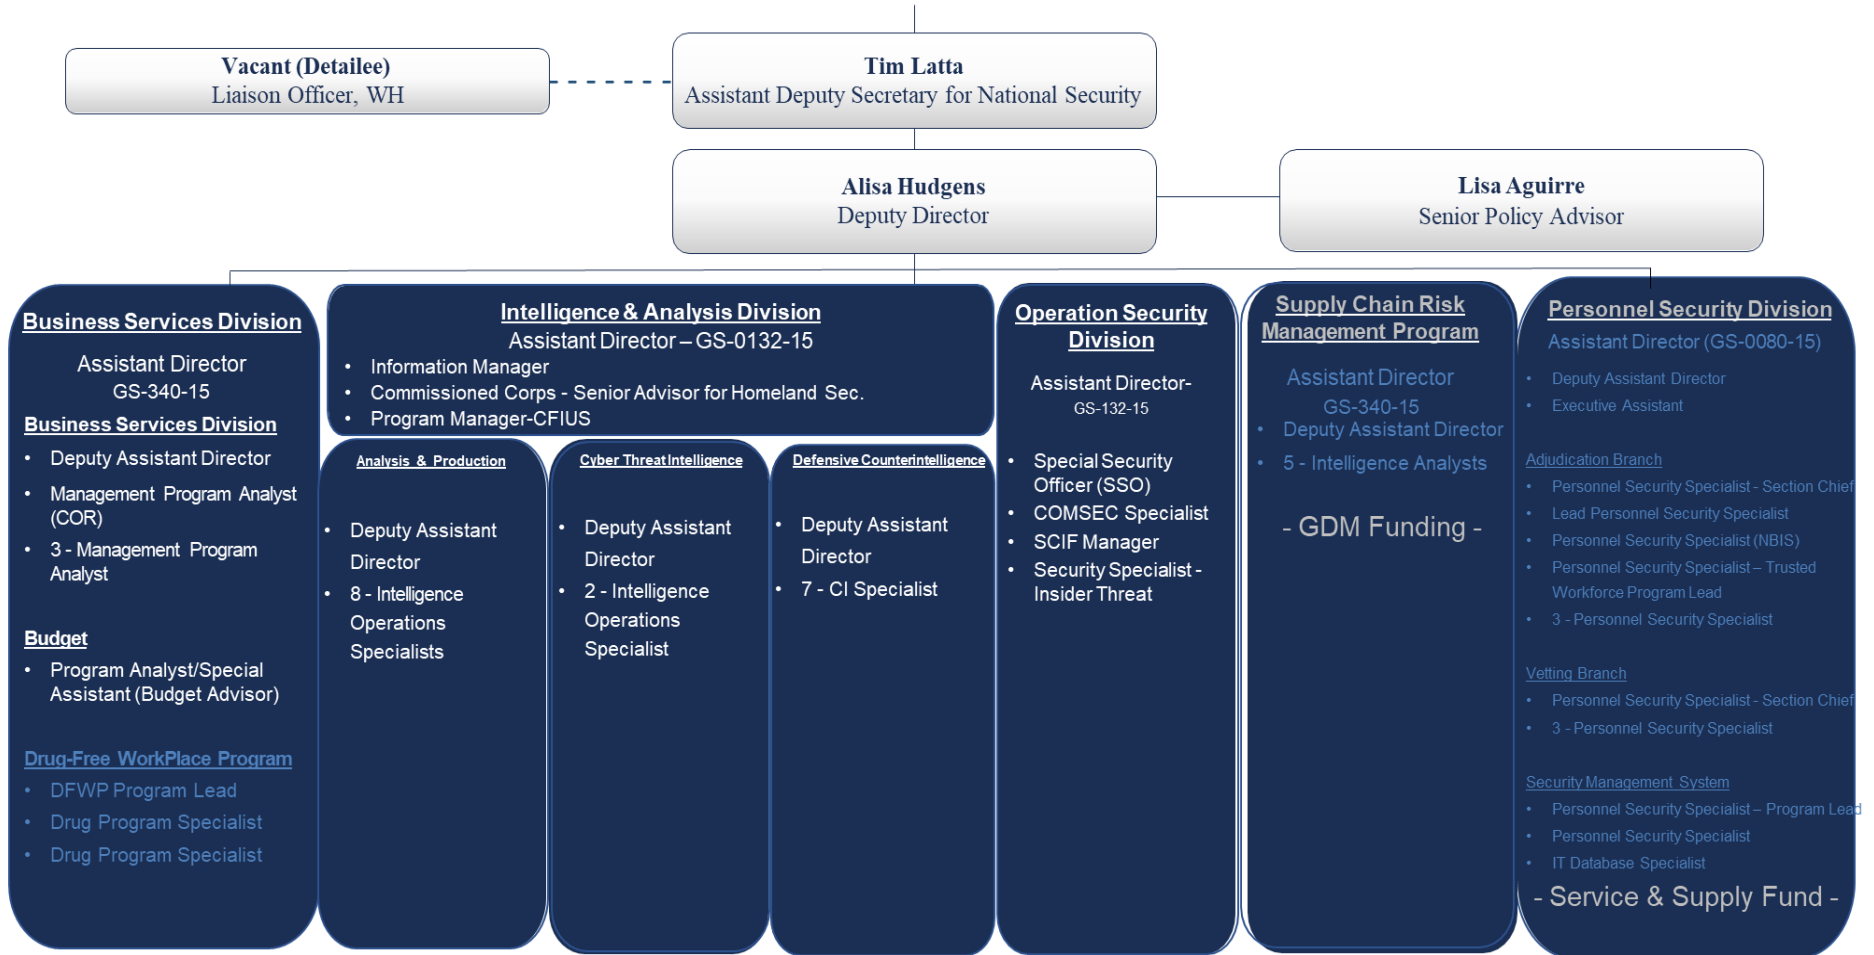 Vacant (Detailee)
Liaison Officer, WH
Tim Latta
Assistant Deputy Secretary for National Security
Alisa Hudgens
Deputy Director
Lisa Aguirre
Senior Policy Advisor
Business Services Division
Assistant Director
GS-340-15
Business Services Division
• Deputy Assistant Director
• Management Program Analyst
(COR)
• 3 - Management Program
Analyst
Budget
• Program Analyst/Special
Assistant (Budget Advisor)
Drug-Free WorkPlace Program
• DFWP Program Lead
• Drug Program Specialist
• Drug Program Specialist
Intelligence & Analysis Division
Assistant Director – GS-0132-15
• Information Manager
• Commissioned Corps - Senior Advisor for Homeland Sec.
• Program Manager-CFIUS
Analysis & Production
• Deputy Assistant
Director
• 8 - Intelligence
Operations
Specialists
Cyber Threat Intelligence
• Deputy Assistant
Director
• 2 - Intelligence
Operations
Specialist
Defensive Counterintelligence
• Deputy Assistant
Director
• 7 - CI Specialist
Operation Security
Division
Assistant Director-
GS-132-15
• Special Security
Officer (SSO)
• COMSEC Specialist
• SCIF Manager
• Security Specialist -
Insider Threat
Supply Chain Risk
Management Program
Assistant Director
GS-340-15
• Deputy Assistant Director
• 5 - Intelligence Analysts
- GDM Funding -
Personnel Security Division
Assistant Director (GS-0080-15)
• Deputy Assistant Director
• Executive Assistant
Adjudication Branch
• Personnel Security Specialist - Section Chief
• Lead Personnel Security Specialist
• Personnel Security Specialist (NBIS)
• Personnel Security Specialist – Trusted
Workforce Program Lead
• 3 - Personnel Security Specialist
Vetting Branch
• Personnel Security Specialist - Section Chief
• 3 - Personnel Security Specialist
Security Management System
• Personnel Security Specialist – Program Lead
• Personnel Security Specialist
• IT Database Specialist
- Service & Supply Fund -